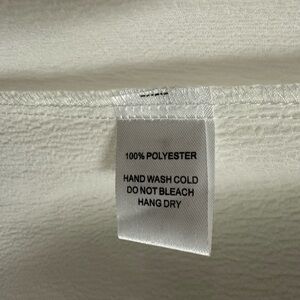 100% POLYESTER
HAND WASH COLD
DO NOT BLEACH
HANG DRY